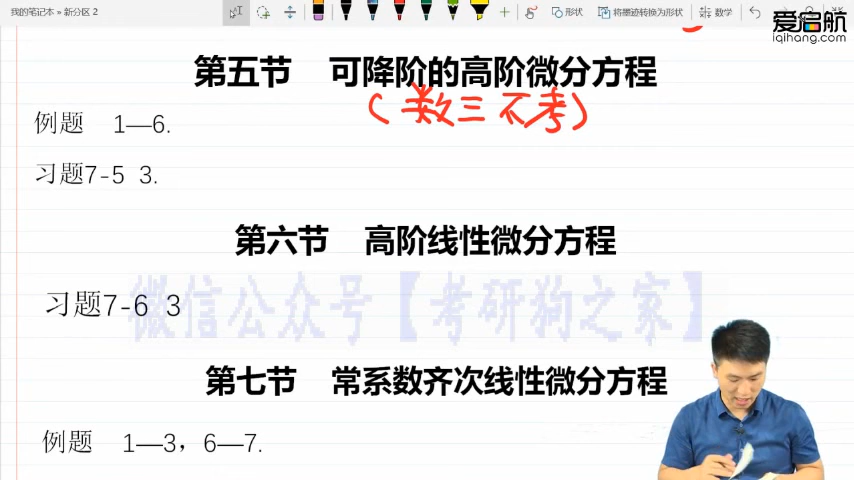 我的笔记本 » 新分区 2
形状
将墨迹转换为形状
数学
爱启航
iqihang.com
第五节 可降阶的高阶微分方程
(数三不考)
例题 1—6.
习题7-5 3.
第六节 高阶线性微分方程
微信公众号【考研狗之家】
习题7-6 3
第七节 常系数齐次线性微分方程
例题 1—3，6—7.